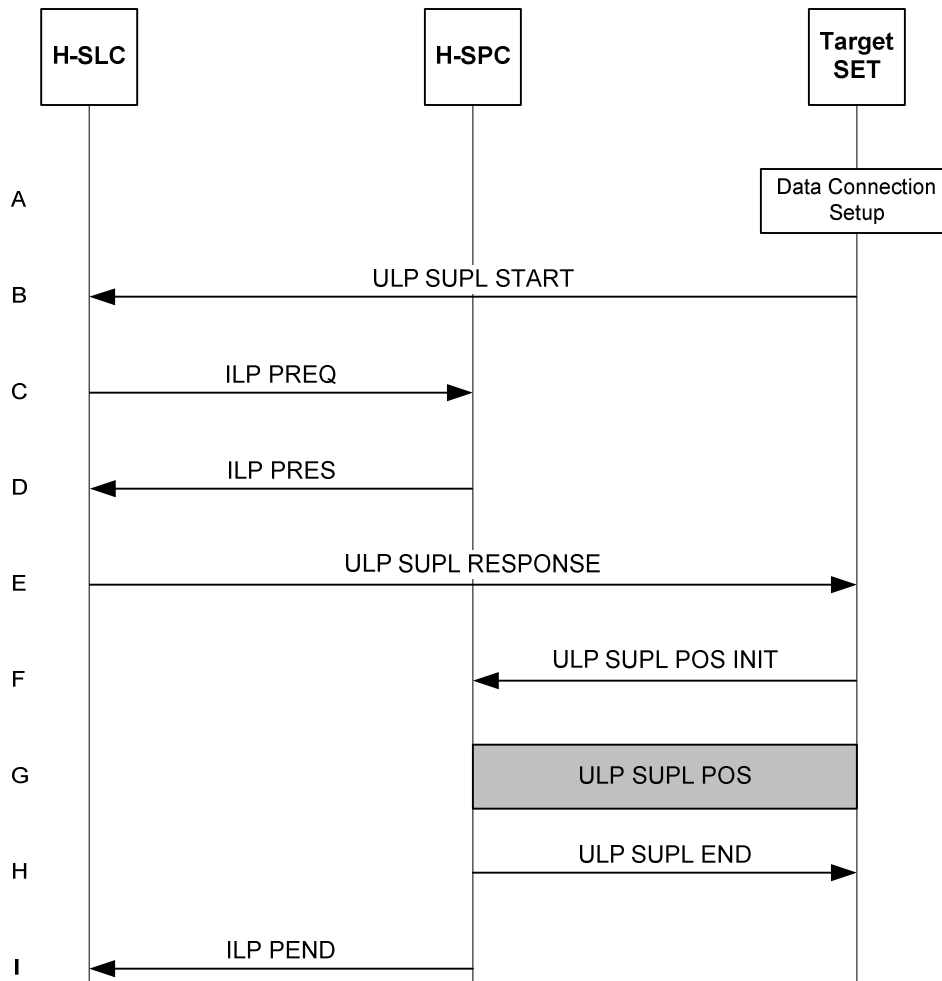 H-SLC
H-SPC
Target
SET
A
Data Connection
Setup
B
ULP SUPL START
C
ILP PREQ
D
ILP PRES
E
ULP SUPL RESPONSE
F
ULP SUPL POS INIT
G
ULP SUPL POS
H
ULP SUPL END
I
ILP PEND